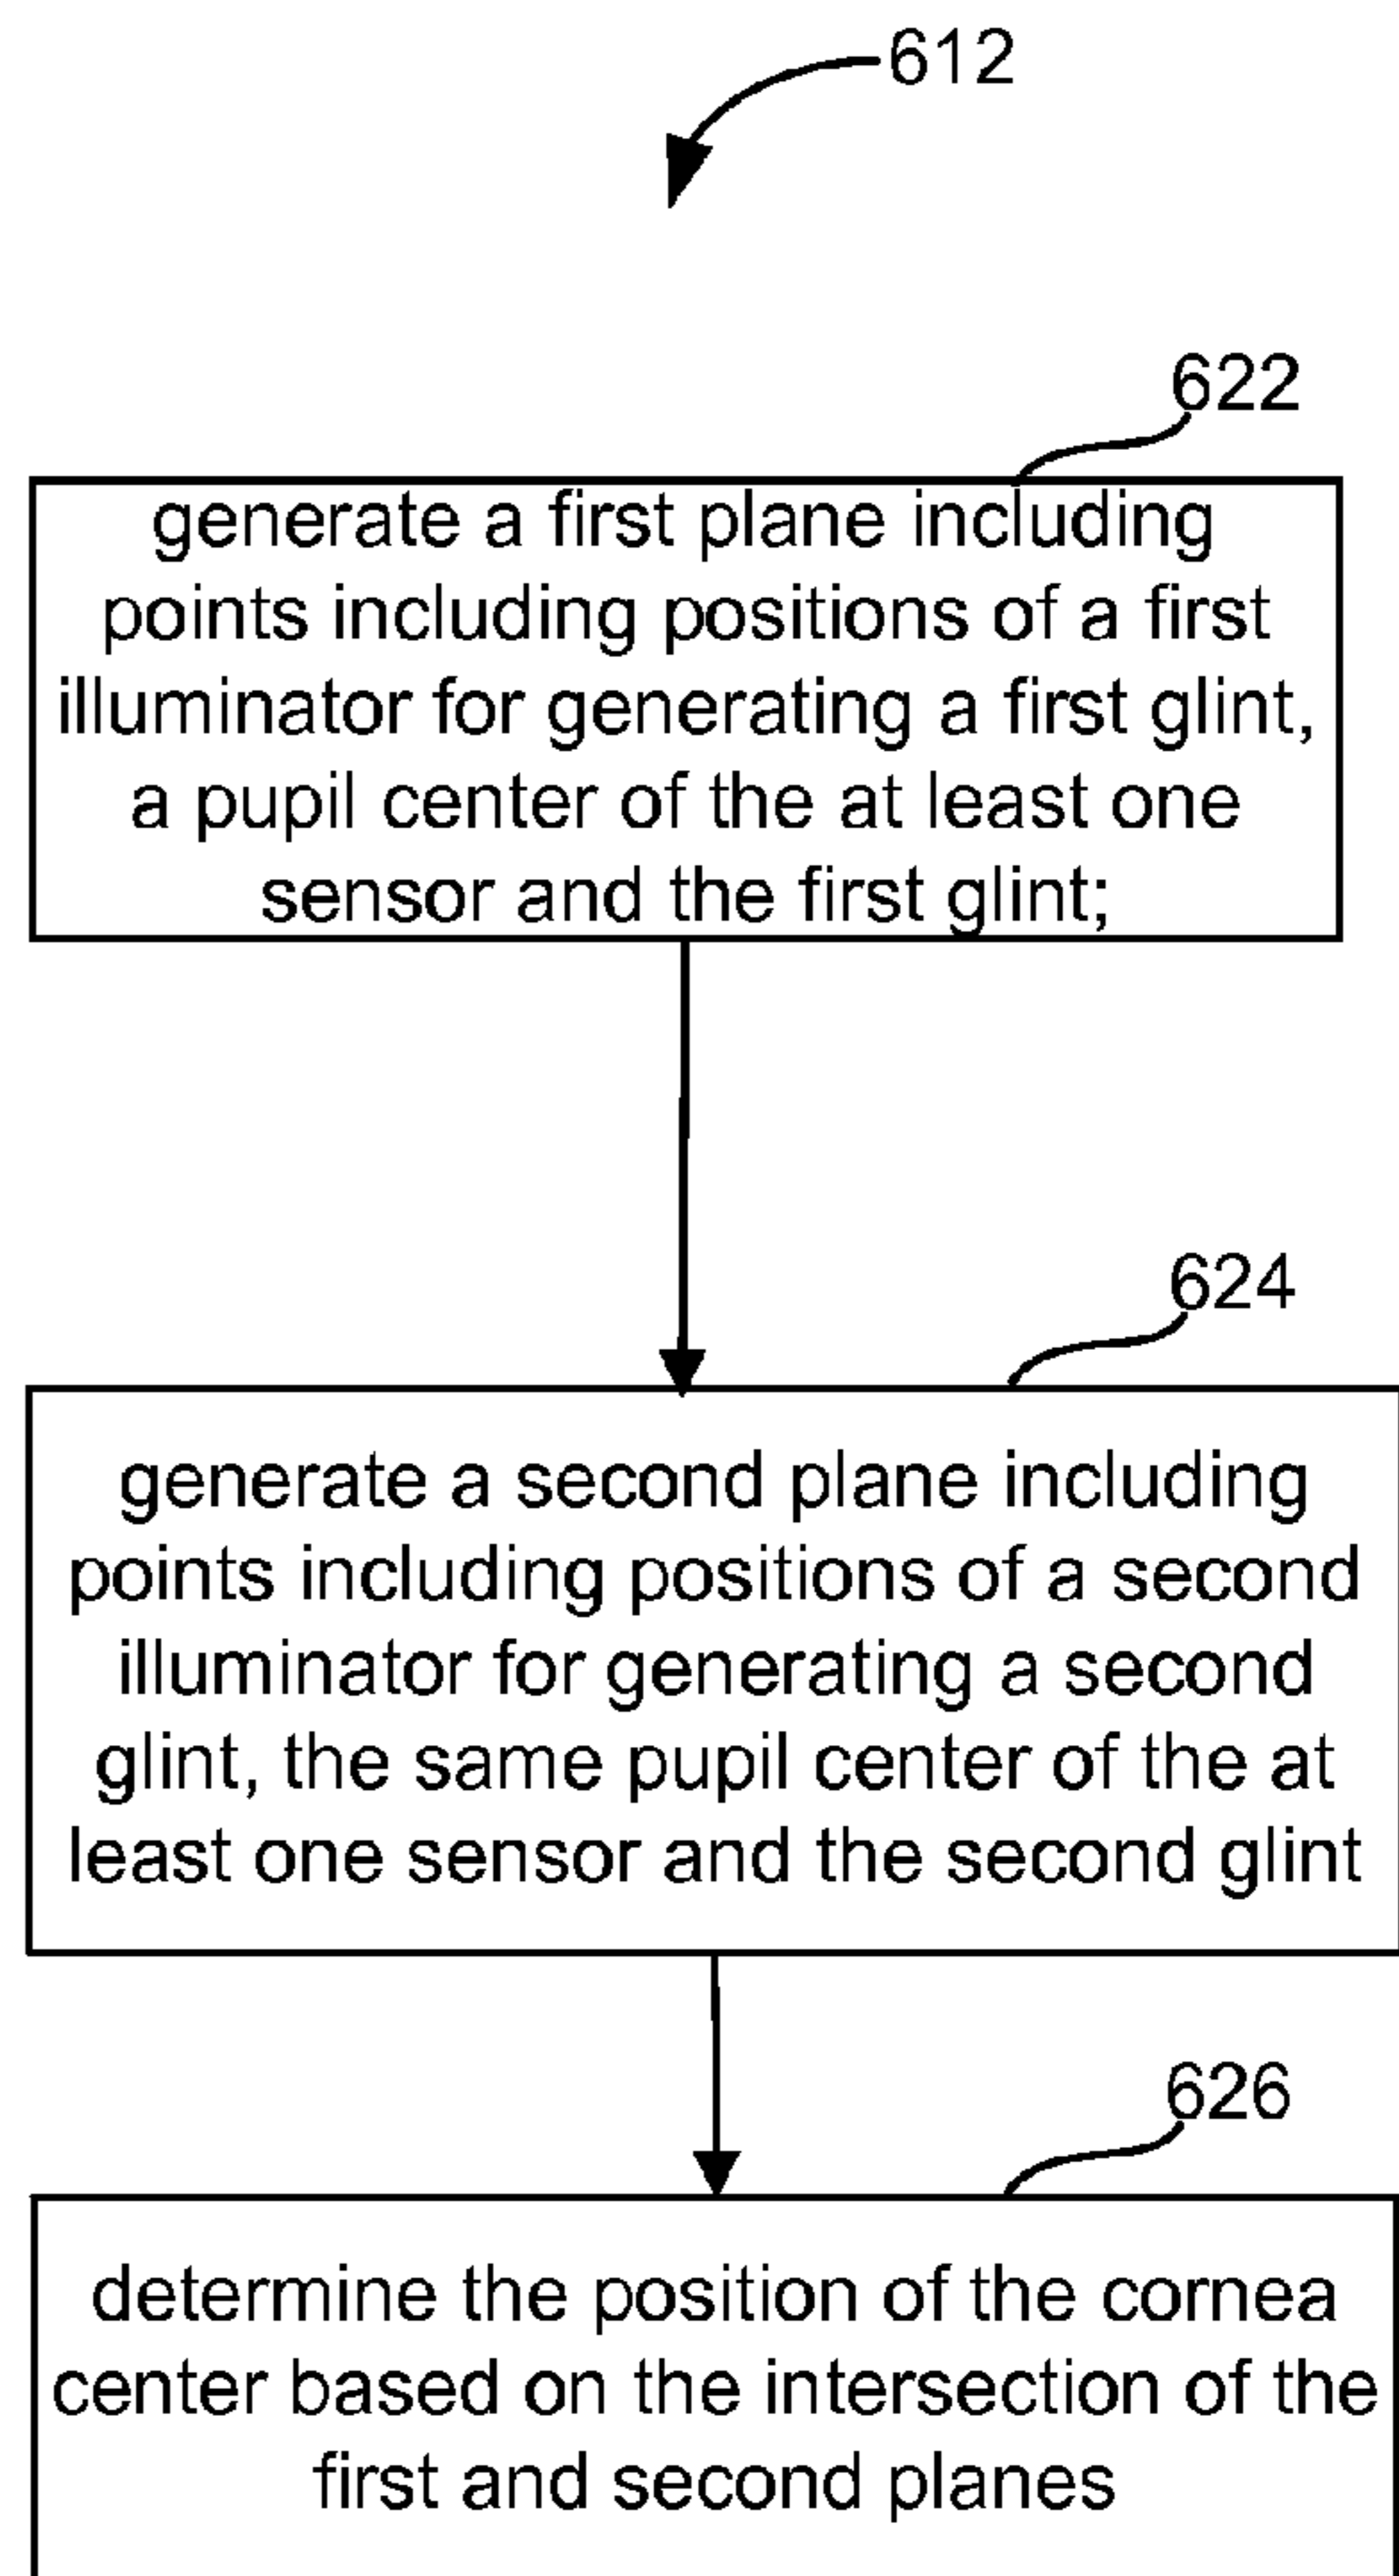 612
622
generate a first plane including
points including positions of a first
illuminator for generating a first glint,
a pupil center of the at least one
sensor and the first glint;
624
generate a second plane including
points including positions of a second
illuminator for generating a second
glint, the same pupil center of the at
least one sensor and the second glint
626
determine the position of the cornea
center based on the intersection of the
first and second planes